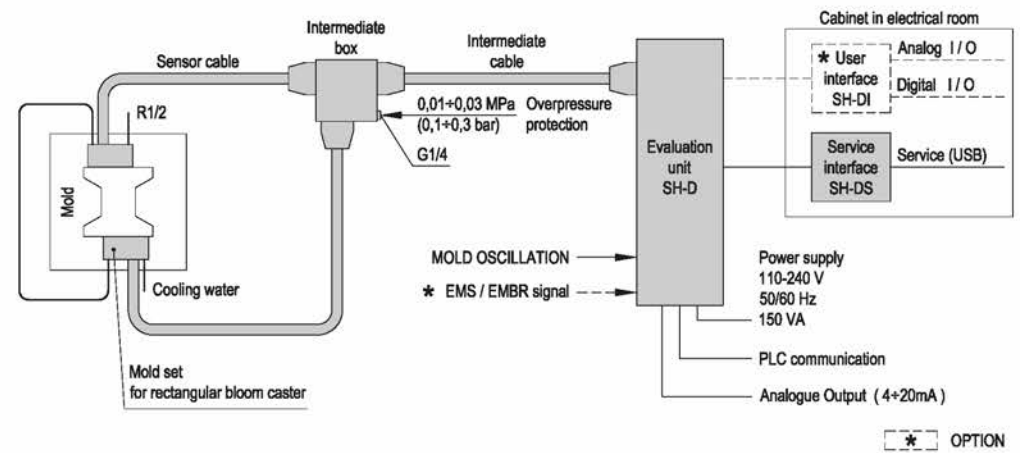 Cabinet in electrical room
Intermediate
box
Intermediate
cable
Sensor cable
* User
interface
SH-DI
Analog I / O
Digital I / O
R1/2
0,01÷0,03 MPa
(0,1÷0,3 bar)
Overpressure
protection
G1/4
Evaluation
unit
SH-D
Service
interface
SH-DS
Service (USB)
Mold
MOLD OSCILLATION
* EMS / EMBR signal
Power supply
110-240 V
50/60 Hz
150 VA
Cooling water
PLC communication
Mold set
for rectangular bloom caster
Analogue Output ( 4÷20mA )
* OPTION